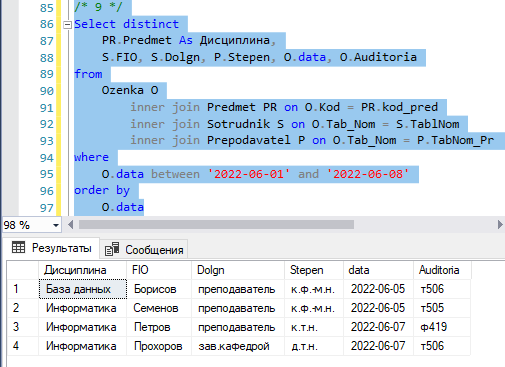 85 /* 9 */
86 Select distinct
87 PR.Predmet As Дисциплина,
88 S.FIO, S.Dolgn, P.Stepen, O.data, O.Auditoria
89 from
90 Ozenka O
91 inner join Predmet PR on O.Kod = PR.kod_pred
92 inner join Sotrudnik S on O.Tab_Nom = S.TablNom
93 inner join Prepodavatel P on O.Tab_Nom = P.TabNom_Pr
94 where
95 O.data between '2022-06-01' and '2022-06-08'
96 order by
97 O.data
98 %
Результаты Сообщения
Дисциплина FIO Dolgn Stepen data Auditoria
1 База данных Борисов преподаватель к.ф.-м.н. 2022-06-05 т506
2 Информатика Семенов преподаватель к.ф.-м.н. 2022-06-05 т505
3 Информатика Петров преподаватель к.т.н. 2022-06-07 ф419
4 Информатика Прохоров зав.кафедрой д.т.н. 2022-06-07 т506